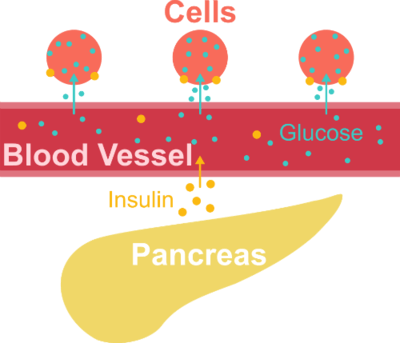 Cells
Glucose
Blood Vessel
Insulin
Pancreas